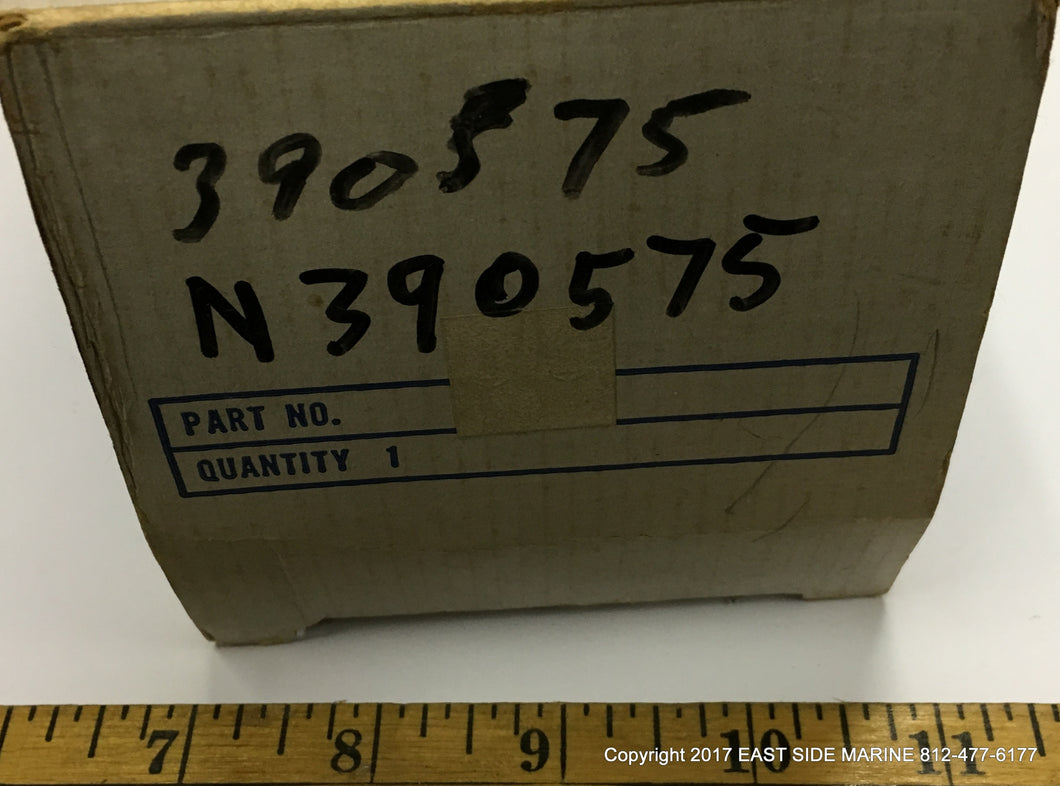 390575
N390575
PART NO.
QUANTITY 1
7 8 9 10 11
Copyright 2017 EAST SIDE MARINE 812-477-6177